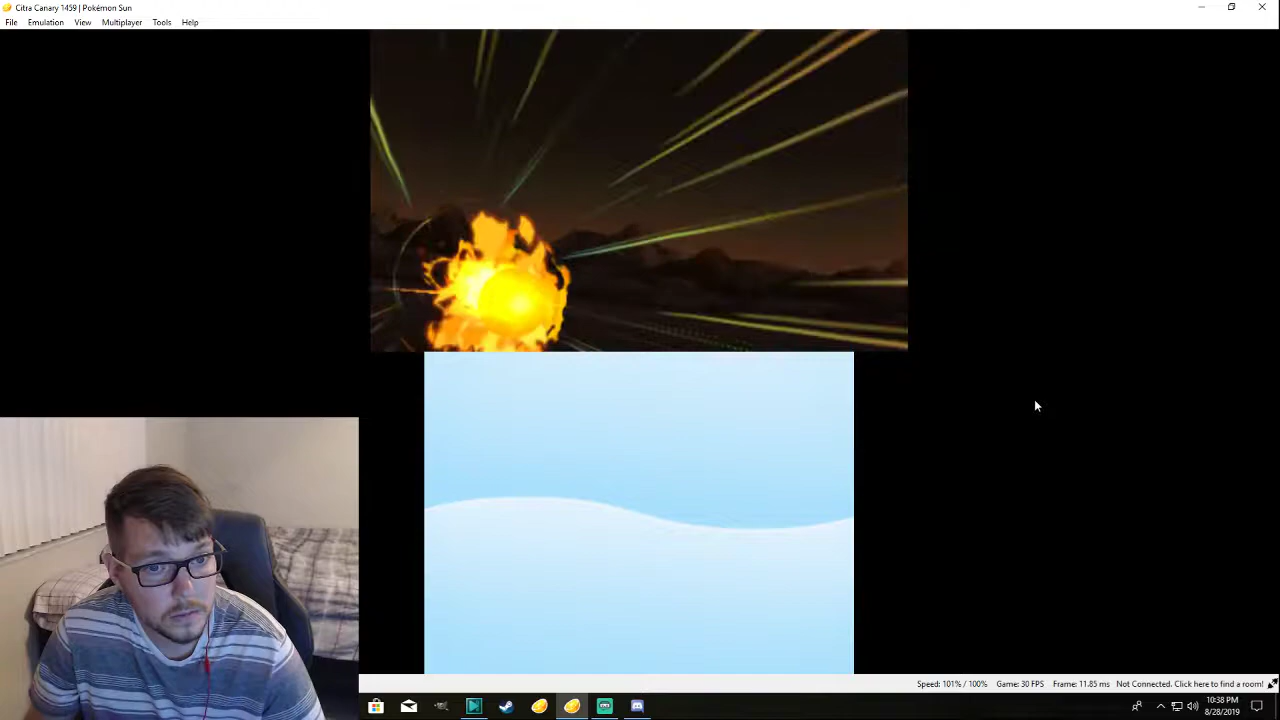 Citra Canary 1459 | Pokémon Sun
File Emulation View Multiplayer Tools Help
Speed: 101% / 100% Game: 30 FPS Frame: 11.85 ms Not Connected. Click here to find a room!
10:38 PM
8/28/2019